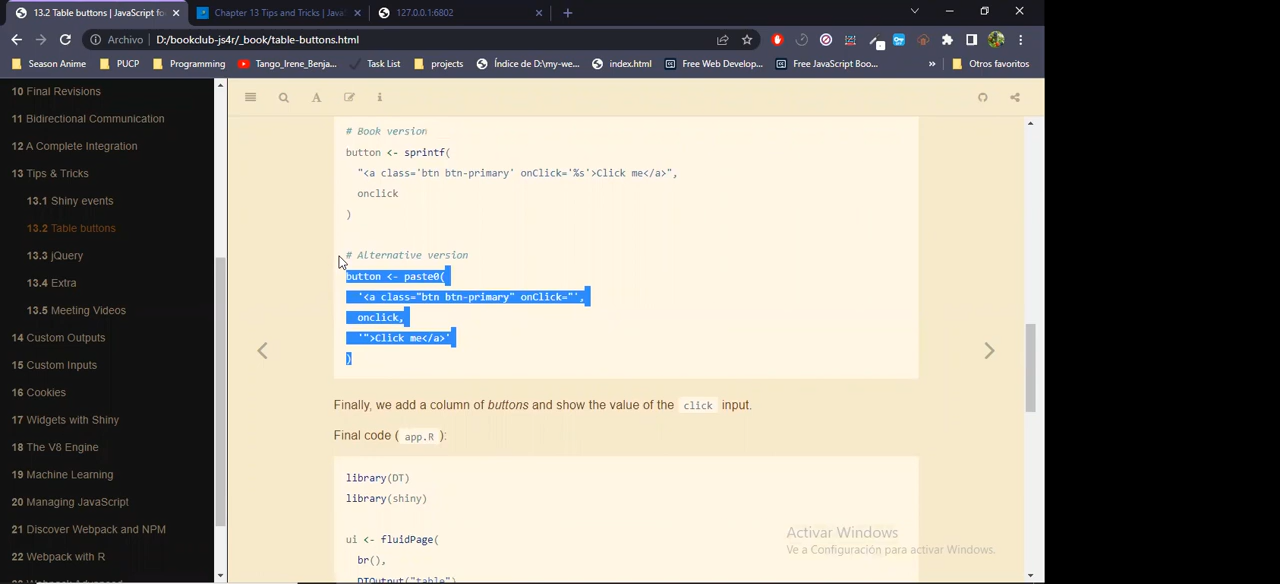 13.2 Table buttons | JavaScript fo
Chapter 13 Tips and Tricks | Java
127.0.0.1:6802
Archivo
D:/bookclub-js4r/_book/table-buttons.html
Season Anime
PUCP
Programming
Tango_Irene_Benja...
Task List
projects
Índice de D:\my-we...
index.html
Free Web Develop...
Free JavaScript Boo...
»
Otros favoritos
10 Final Revisions
11 Bidirectional Communication
12 A Complete Integration
13 Tips & Tricks
13.1 Shiny events
13.2 Table buttons
13.3 jQuery
13.4 Extra
13.5 Meeting Videos
14 Custom Outputs
15 Custom Inputs
16 Cookies
17 Widgets with Shiny
18 The V8 Engine
19 Machine Learning
20 Managing JavaScript
21 Discover Webpack and NPM
22 Webpack with R
# Book version
button <- sprintf(
"<a class='btn btn-primary' onClick='%s'>Click me</a>",
onclick
)
# Alternative version
button <- paste0(
'<a class="btn btn-primary" onClick="',
onclick,
'">Click me</a>'
)
Finally, we add a column of buttons and show the value of the click input.
Final code ( app.R ):
library(DT)
library(shiny)
ui <- fluidPage(
br(),
DTOutput("table")
Activar Windows
Ve a Configuración para activar Windows.